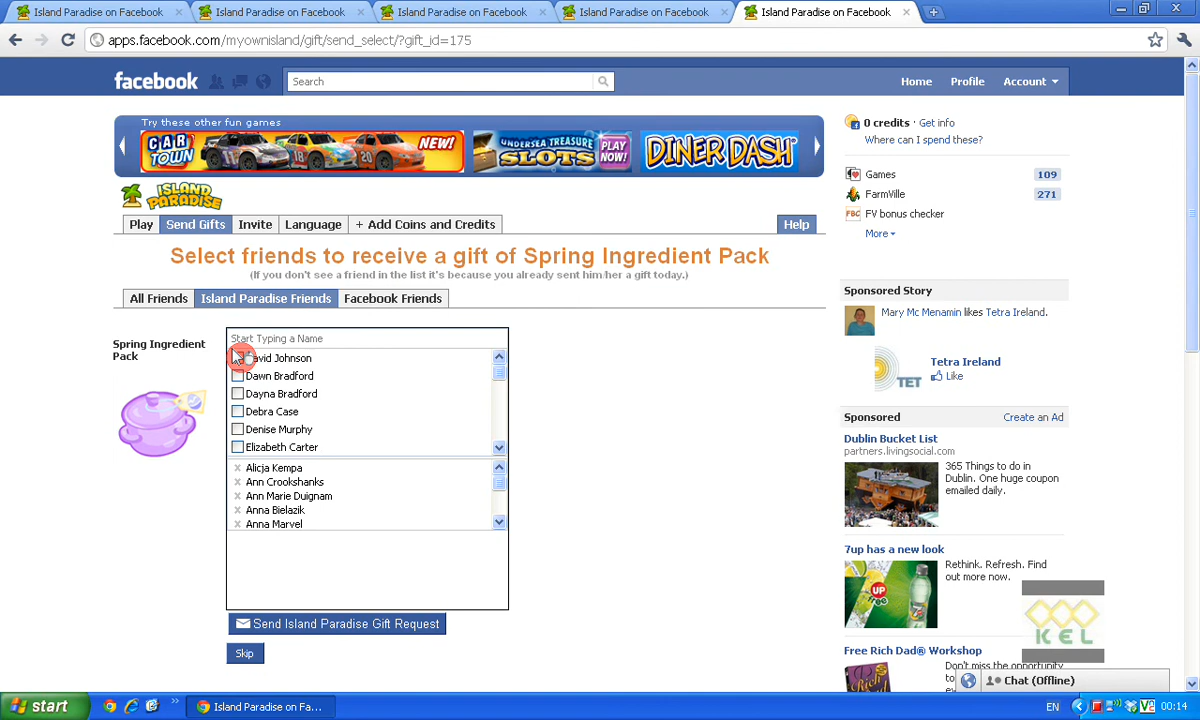 Island Paradise on Facebook
Island Paradise on Facebook
Island Paradise on Facebook
Island Paradise on Facebook
Island Paradise on Facebook
apps.facebook.com/myownisland/gift/send_select/?gift_id=175
facebook
Search
Home
Profile
Account
Try these other fun games
CAR TOWN
17
18
20
NEW!
UNDERSEA TREASURE
SLOTS
PLAY NOW!
DINER DASH
ISLAND PARADISE
Play
Send Gifts
Invite
Language
+ Add Coins and Credits
Help
Select friends to receive a gift of Spring Ingredient Pack
(If you don't see a friend in the list it's because you already sent him/her a gift today.)
All Friends
Island Paradise Friends
Facebook Friends
Spring Ingredient Pack
Start Typing a Name
avid Johnson
Dawn Bradford
Dayna Bradford
Debra Case
Denise Murphy
Elizabeth Carter
x Alicja Kempa
x Ann Crookshanks
x Ann Marie Duignam
x Anna Bielazik
x Anna Marvel
Send Island Paradise Gift Request
Skip
0 credits · Get info
Where can I spend these?
Games 109
FarmVille 271
FBC FV bonus checker
More
Sponsored Story
Mary Mc Menamin likes Tetra Ireland.
TET
Tetra Ireland
Like
Sponsored
Create an Ad
Dublin Bucket List
partners.livingsocial.com
365 Things to do in
Dublin. One huge coupon
emailed daily.
7up has a new look
Rethink. Refresh. Find
out more now.
UP
FREE
KEL
Free Rich Dad® Workshop
Don't miss the opportunity
Chat (Offline)
start
Island Paradise on Fa...
EN
00:14